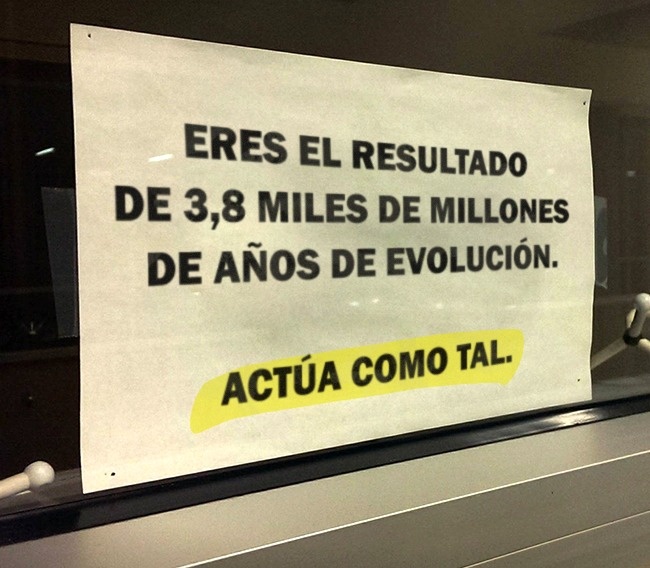 ERES EL RESULTADO
DE 3,8 MILES DE MILLONES
DE AÑOS DE EVOLUCIÓN.
ACTÚA COMO TAL.